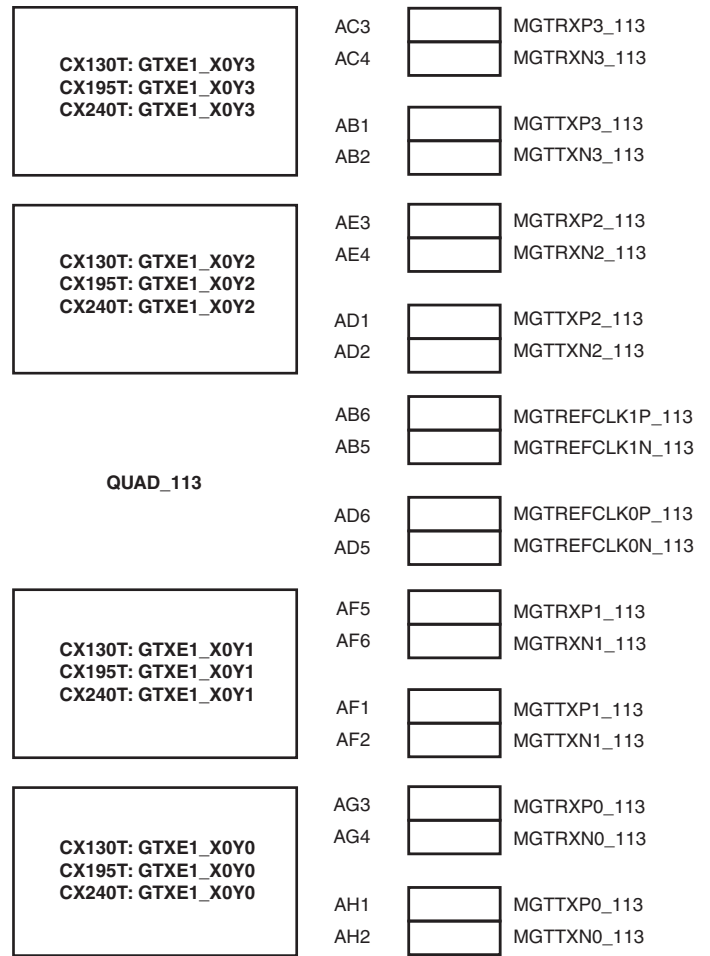 AC3 MGTRXP3_113
CX130T: GTXE1_X0Y3
AC4 MGTRXN3_113
CX195T: GTXE1_X0Y3
CX240T: GTXE1_X0Y3
AB1 MGTTXP3_113
AB2 MGTTXN3_113
AE3 MGTRXP2_113
CX130T: GTXE1_X0Y2
AE4 MGTRXN2_113
CX195T: GTXE1_X0Y2
CX240T: GTXE1_X0Y2
AD1 MGTTXP2_113
AD2 MGTTXN2_113
AB6 MGTREFCLK1P_113
AB5 MGTREFCLK1N_113
QUAD_113
AD6 MGTREFCLK0P_113
AD5 MGTREFCLK0N_113
AF5 MGTRXP1_113
AF6 MGTRXN1_113
CX130T: GTXE1_X0Y1
CX195T: GTXE1_X0Y1
CX240T: GTXE1_X0Y1
AF1 MGTTXP1_113
AF2 MGTTXN1_113
AG3 MGTRXP0_113
AG4 MGTRXN0_113
CX130T: GTXE1_X0Y0
CX195T: GTXE1_X0Y0
CX240T: GTXE1_X0Y0
AH1 MGTTXP0_113
AH2 MGTTXN0_113